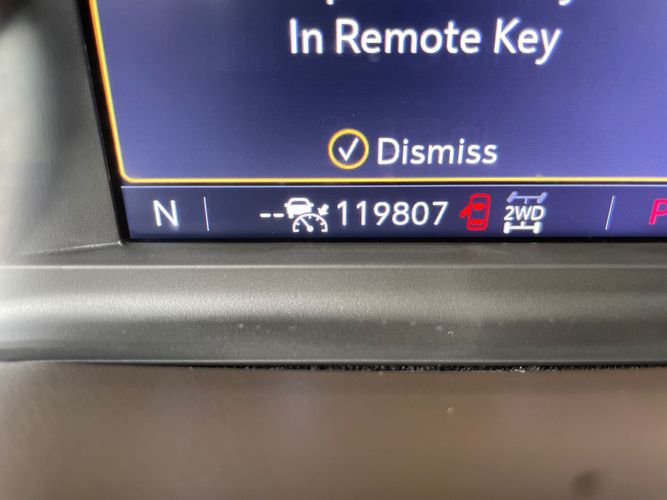 In Remote Key
Dismiss
N -- 119807 2WD P